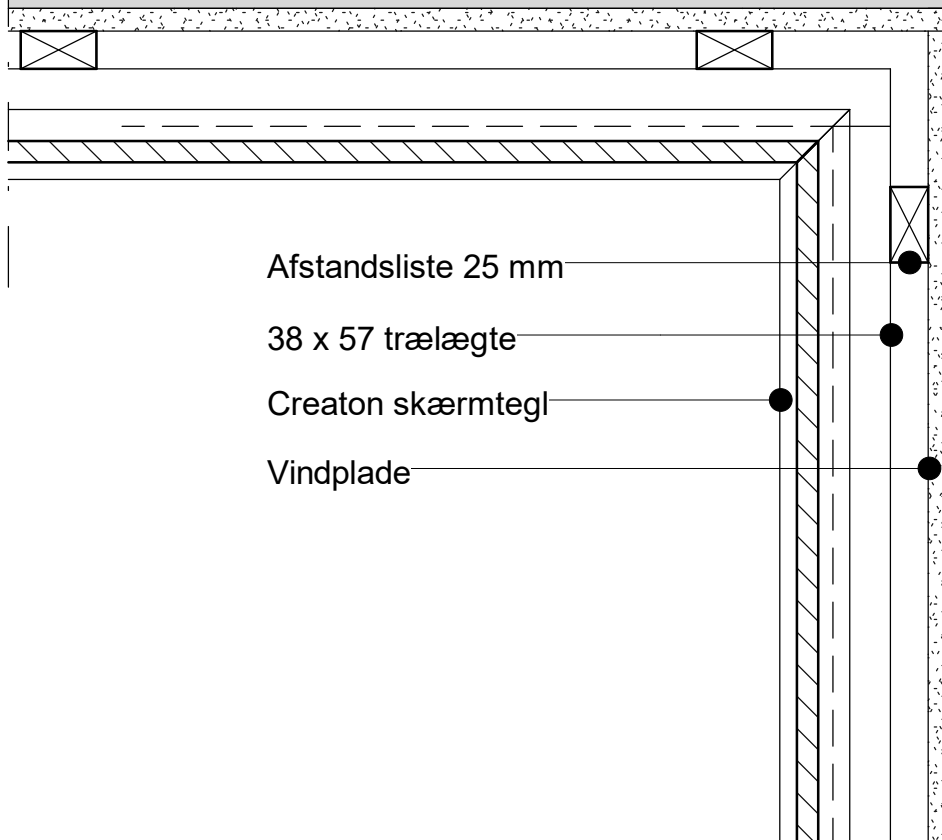 Afstandsliste 25 mm
38 x 57 trælægte
Creaton skærmtegl
Vindplade